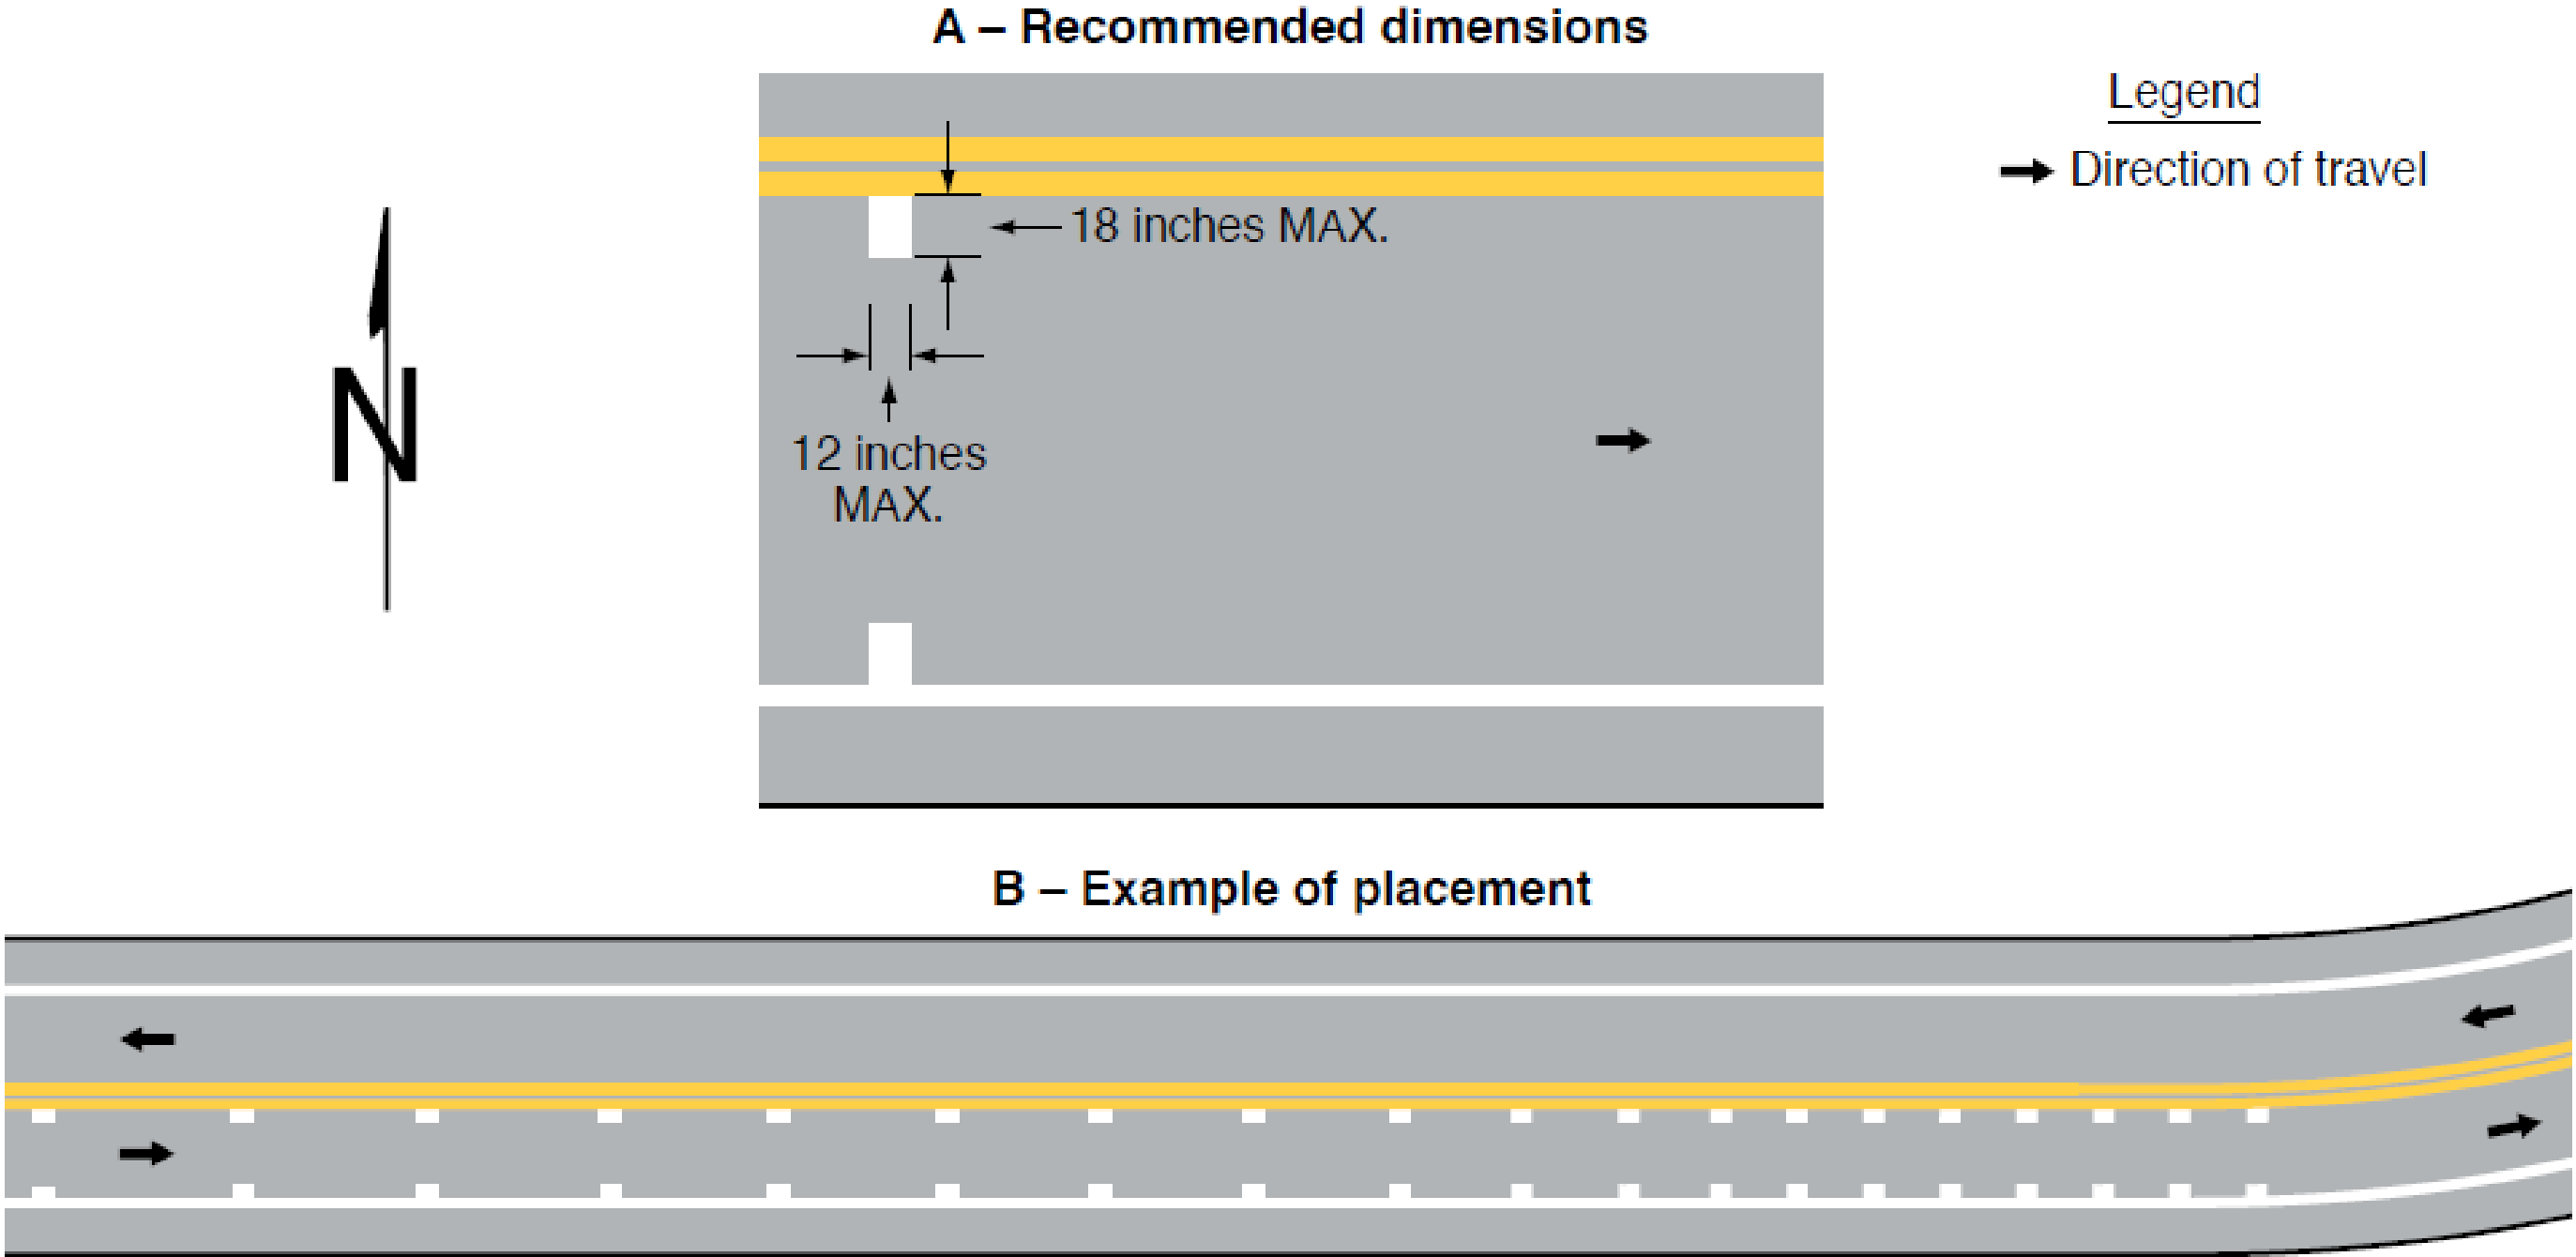 A – Recommended dimensions
Legend
Direction of travel
18 inches MAX.
N
12 inches
MAX.
B – Example of placement